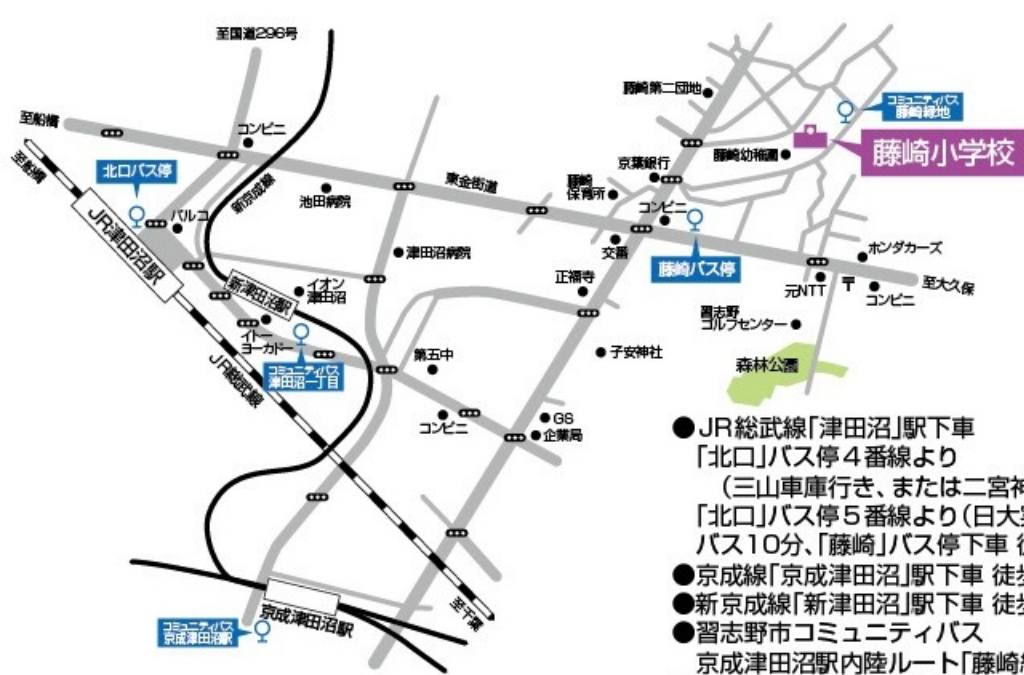 至国道296号
至船橋
コンビニ
至船橋
北口バス停
パルコ
新京成線
池田病院
東金街道
JR津田沼駅
津田沼病院
新津田沼駅
イオン
津田沼
イトー
ヨーカドー
コミュニティバス
津田沼一丁目
JR総武線
第五中
コンビニ
GS
企業局
至千葉
京成津田沼駅
コミュニティバス
京成津田沼駅
藤崎第二団地
コミュニティバス
藤崎緑地
藤崎小学校
藤崎幼稚園
京葉銀行
藤崎
保育所
コンビニ
交番
藤崎バス停
正福寺
子安神社
ホンダカーズ
元NTT
〒
コンビニ
至大久保
習志野
ゴルフセンター
森林公園
●JR総武線「津田沼」駅下車
「北口」バス停4番線より
(三山車庫行き、または二宮神
「北口」バス停5番線より(日大
バス10分、「藤崎」バス停下車
●京成線「京成津田沼」駅下車 徒
●新京成線「新津田沼」駅下車 徒
●習志野市コミュニティバス
京成津田沼駅内陸ルート「藤崎